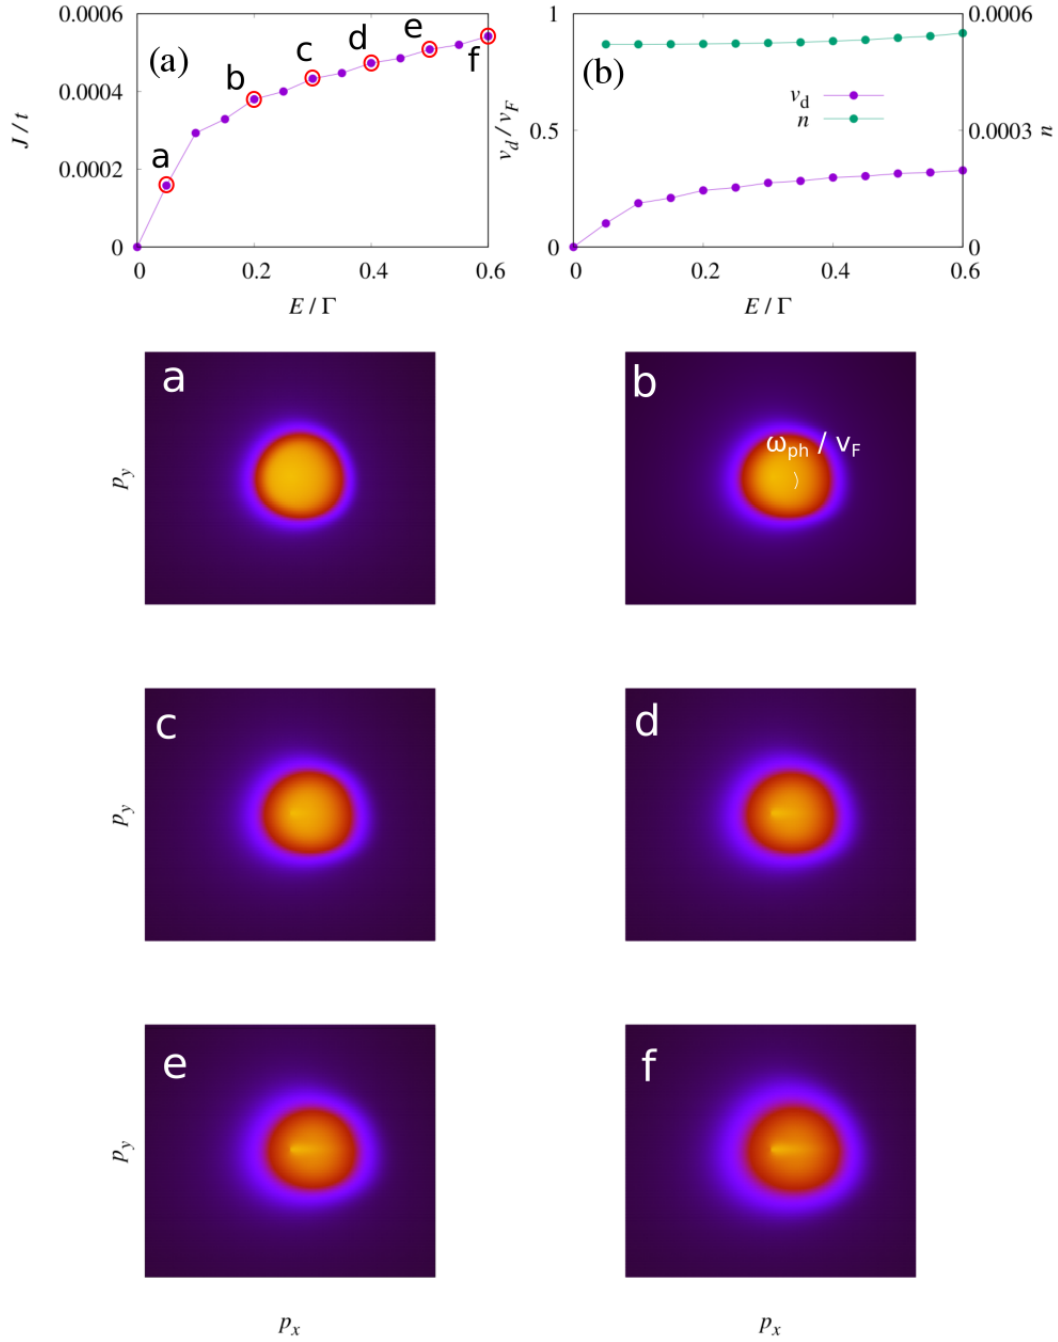 0.0006
0.0004
0.0002
0
J / t
(a)
a
b
c
d
e
f
0 0.2 0.4 0.6
E / Γ
1
0.5
0
v_d / v_F
(b)
v_d
n
0.0006
0.0003
0
n
0 0.2 0.4 0.6
E / Γ
a
p_y
b
ω_ph / v_F
c
p_y
d
e
p_y
f
p_x
p_x